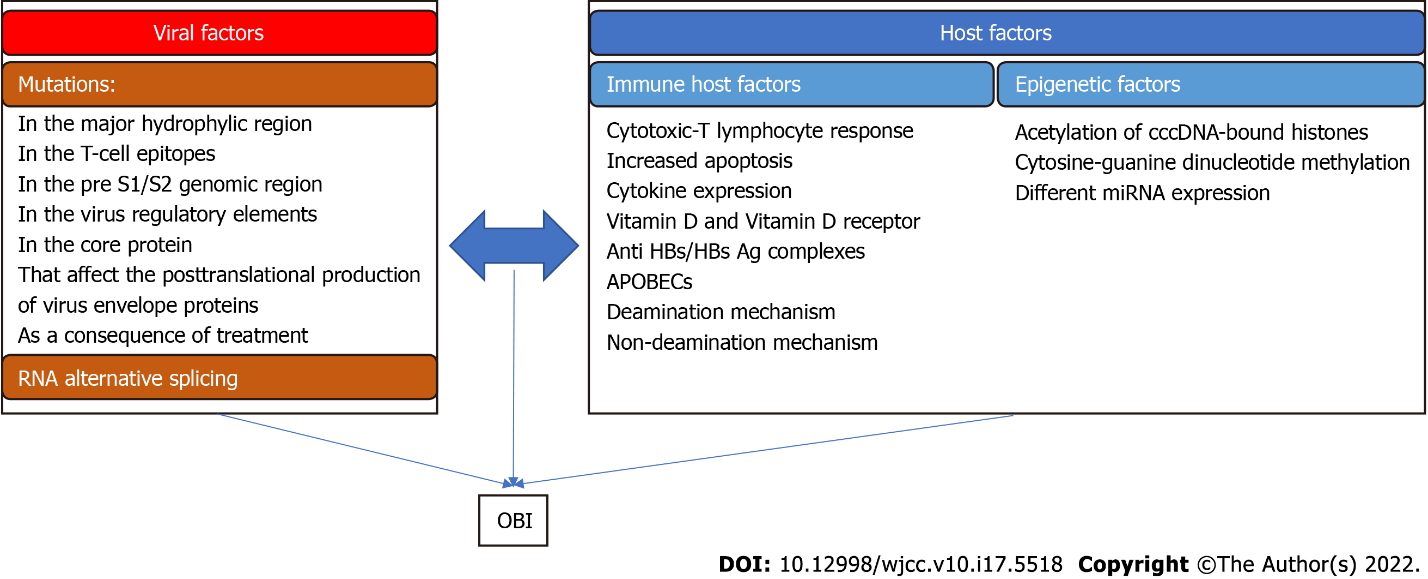 Viral factors
Mutations:
In the major hydrophylic region
In the T-cell epitopes
In the pre S1/S2 genomic region
In the virus regulatory elements
In the core protein
That affect the posttranslational production
of virus envelope proteins
As a consequence of treatment
RNA alternative splicing
Host factors
Immune host factors
Cytotoxic-T lymphocyte response
Increased apoptosis
Cytokine expression
Vitamin D and Vitamin D receptor
Anti HBs/HBs Ag complexes
APOBECs
Deamination mechanism
Non-deamination mechanism
Epigenetic factors
Acetylation of cccDNA-bound histones
Cytosine-guanine dinucleotide methylation
Different miRNA expression
OBI
DOI: 10.12998/wjcc.v10.i17.5518 Copyright ©The Author(s) 2022.